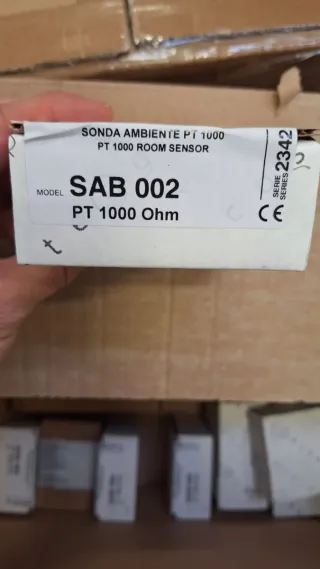 SONDA AMBIENTE PT 1000
PT 1000 ROOM SENSOR
MODEL SAB 002
PT 1000 Ohm
SERIE
SERIES 2342
CE